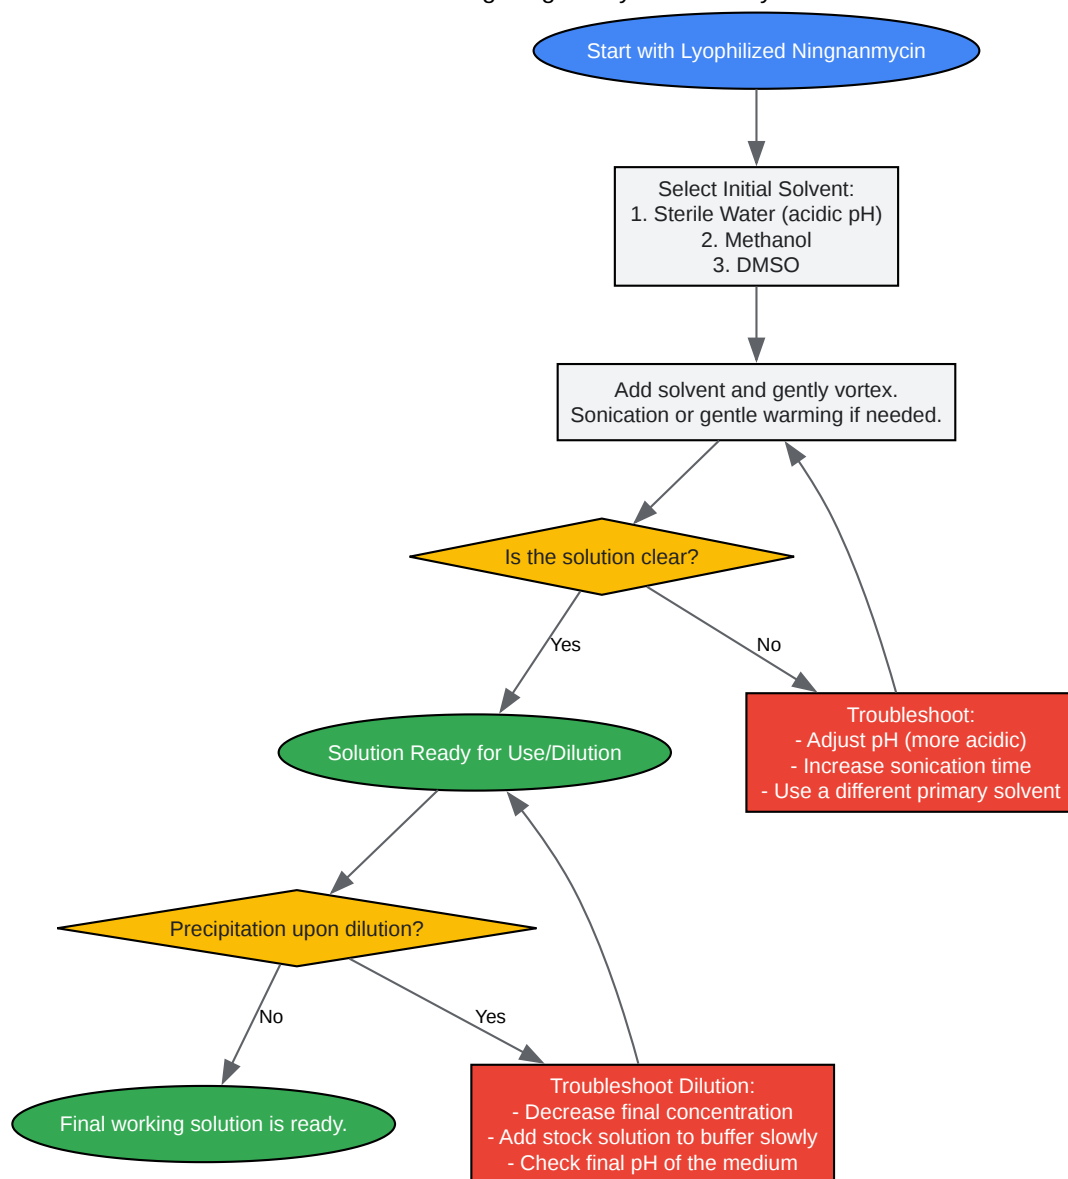 Start with Lyophilized Ningnanmycin
Select Initial Solvent:
1. Sterile Water (acidic pH)
2. Methanol
3. DMSO
Add solvent and gently vortex.
Sonication or gentle warming if needed.
Is the solution clear?
Yes
No
Troubleshoot:
- Adjust pH (more acidic)
- Increase sonication time
- Use a different primary solvent
Solution Ready for Use/Dilution
Precipitation upon dilution?
No
Yes
Troubleshoot Dilution:
- Decrease final concentration
- Add stock solution to buffer slowly
- Check final pH of the medium
Final working solution is ready.